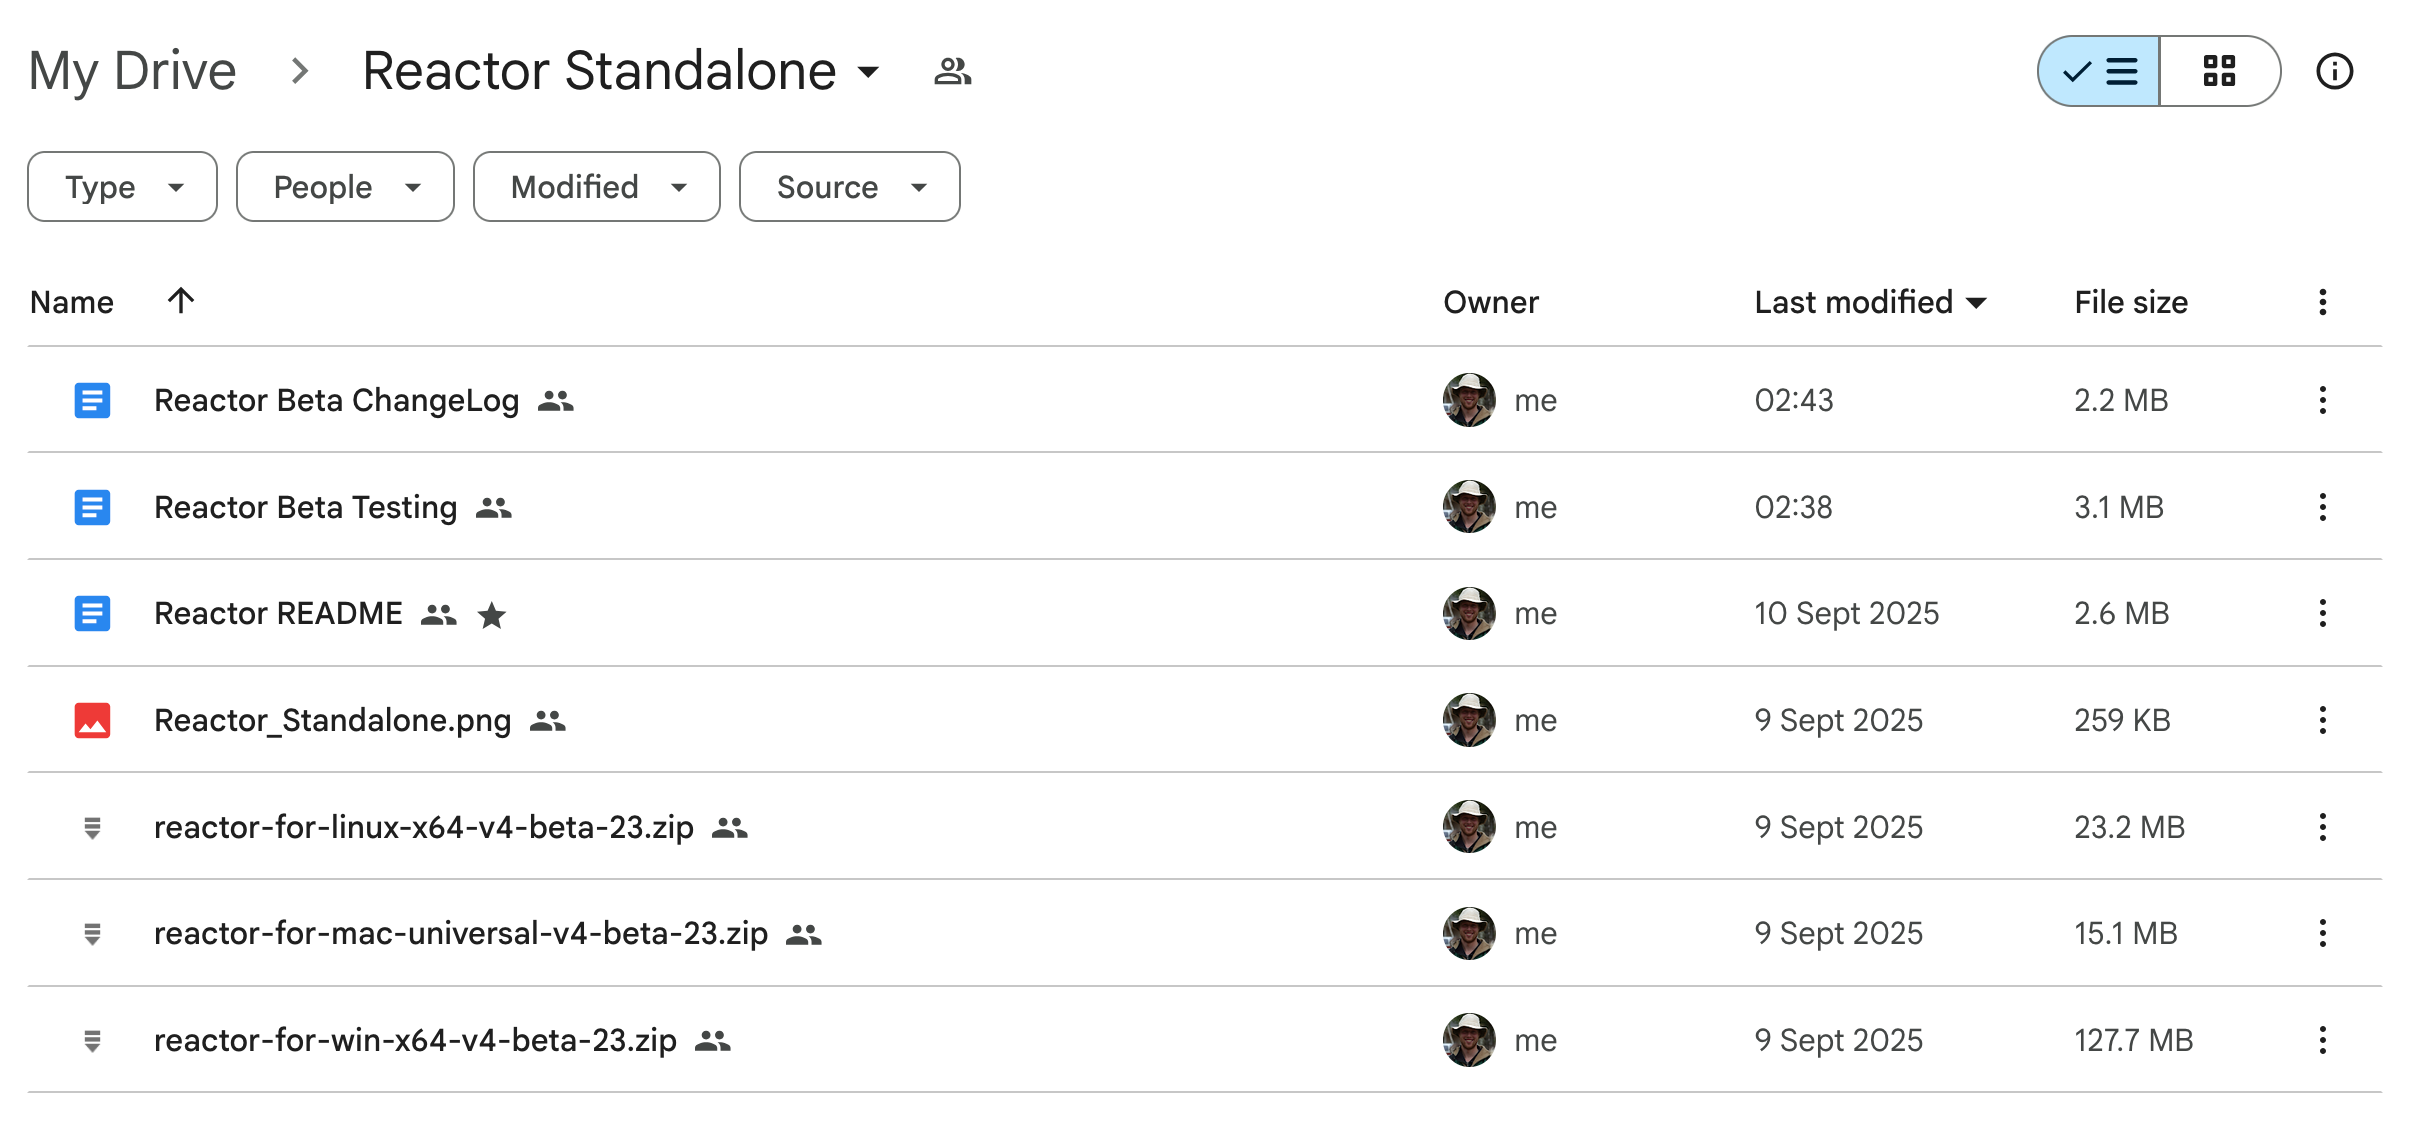 My Drive > Reactor Standalone
Type People Modified Source
Name Owner Last modified File size
Reactor Beta ChangeLog me 02:43 2.2 MB
Reactor Beta Testing me 02:38 3.1 MB
Reactor README me 10 Sept 2025 2.6 MB
Reactor_Standalone.png me 9 Sept 2025 259 KB
reactor-for-linux-x64-v4-beta-23.zip me 9 Sept 2025 23.2 MB
reactor-for-mac-universal-v4-beta-23.zip me 9 Sept 2025 15.1 MB
reactor-for-win-x64-v4-beta-23.zip me 9 Sept 2025 127.7 MB